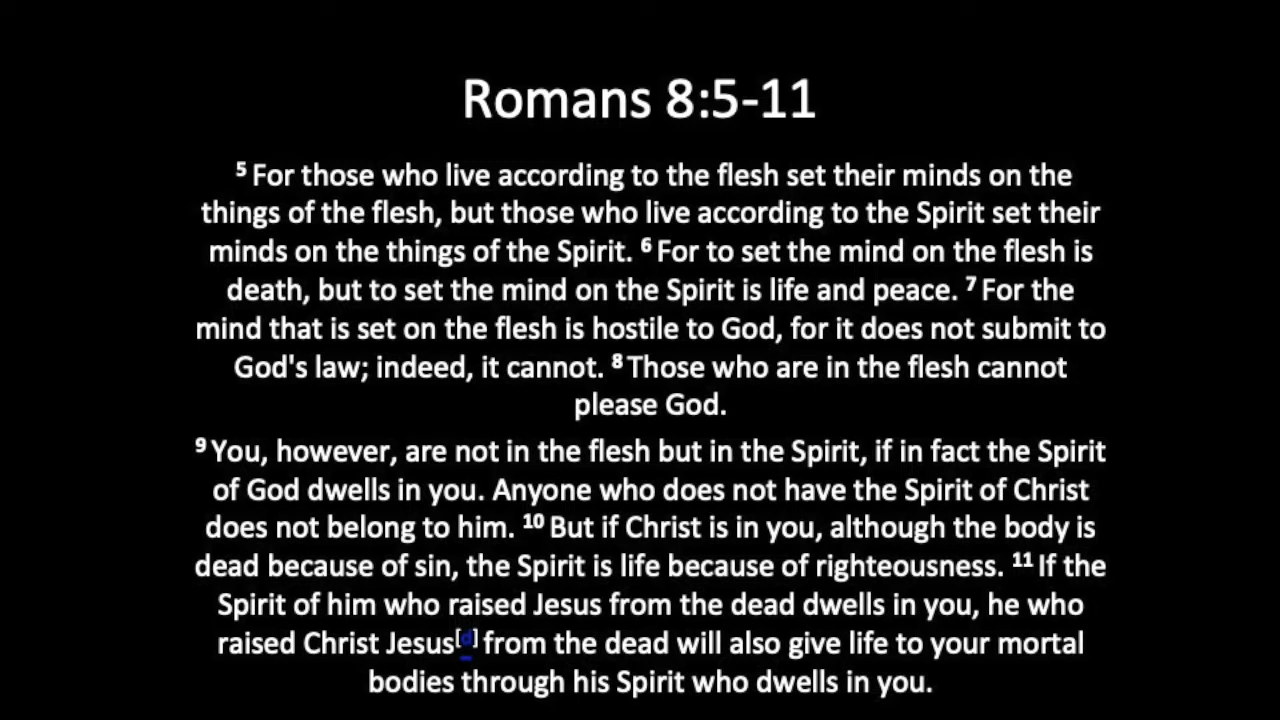 Romans 8:5-11
5 For those who live according to the flesh set their minds on the
things of the flesh, but those who live according to the Spirit set their
minds on the things of the Spirit. 6 For to set the mind on the flesh is
death, but to set the mind on the Spirit is life and peace. 7 For the
mind that is set on the flesh is hostile to God, for it does not submit to
God's law; indeed, it cannot. 8 Those who are in the flesh cannot
please God.
9 You, however, are not in the flesh but in the Spirit, if in fact the Spirit
of God dwells in you. Anyone who does not have the Spirit of Christ
does not belong to him. 10 But if Christ is in you, although the body is
dead because of sin, the Spirit is life because of righteousness. 11 If the
Spirit of him who raised Jesus from the dead dwells in you, he who
raised Christ Jesus[d] from the dead will also give life to your mortal
bodies through his Spirit who dwells in you.